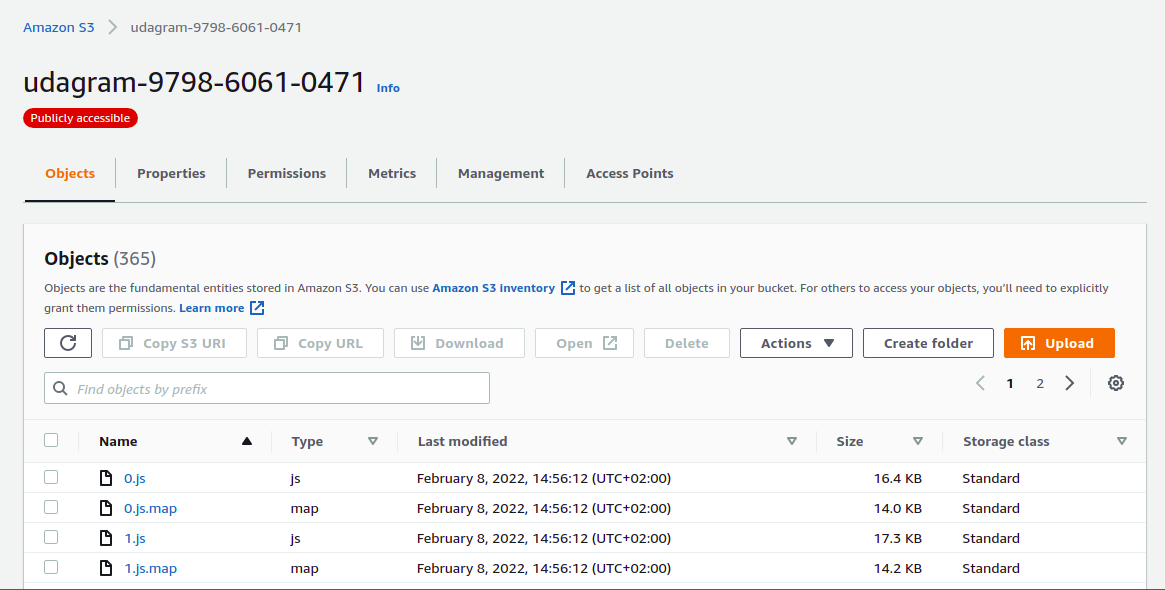 Amazon S3 > udagram-9798-6061-0471
udagram-9798-6061-0471 Info
Publicly accessible
Objects Properties Permissions Metrics Management Access Points
Objects (365)
Objects are the fundamental entities stored in Amazon S3. You can use Amazon S3 inventory to get a list of all objects in your bucket. For others to access your objects, you'll need to explicitly
grant them permissions. Learn more
Copy S3 URI Copy URL Download Open Delete Actions Create folder Upload
Find objects by prefix 1 2
Name Type Last modified Size Storage class
0.js js February 8, 2022, 14:56:12 (UTC+02:00) 16.4 KB Standard
0.js.map map February 8, 2022, 14:56:12 (UTC+02:00) 14.0 KB Standard
1.js js February 8, 2022, 14:56:12 (UTC+02:00) 17.3 KB Standard
1.js.map map February 8, 2022, 14:56:12 (UTC+02:00) 14.2 KB Standard